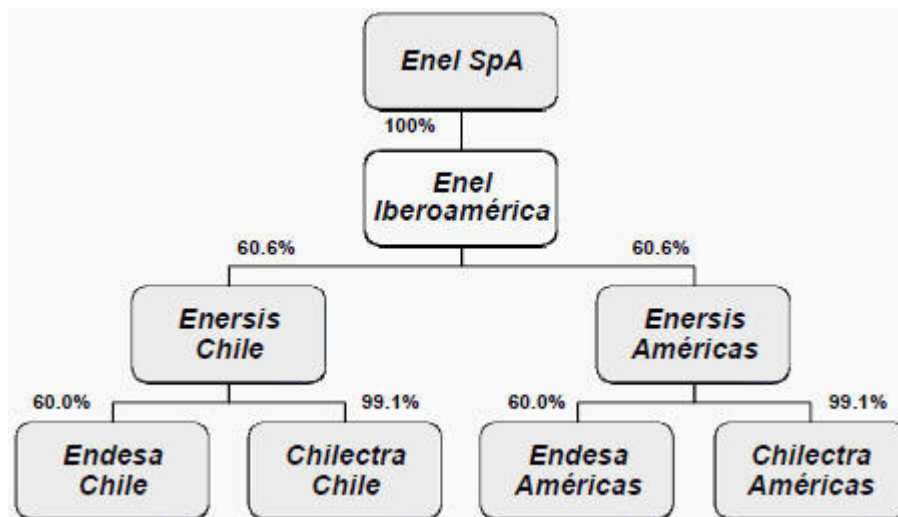 Enel SpA
100%
Enel
Iberoamérica
60.6%
60.6%
Enersis
Chile
Enersis
Américas
60.0%
99.1%
60.0%
99.1%
Endesa
Chile
Chilectra
Chile
Endesa
Américas
Chilectra
Américas